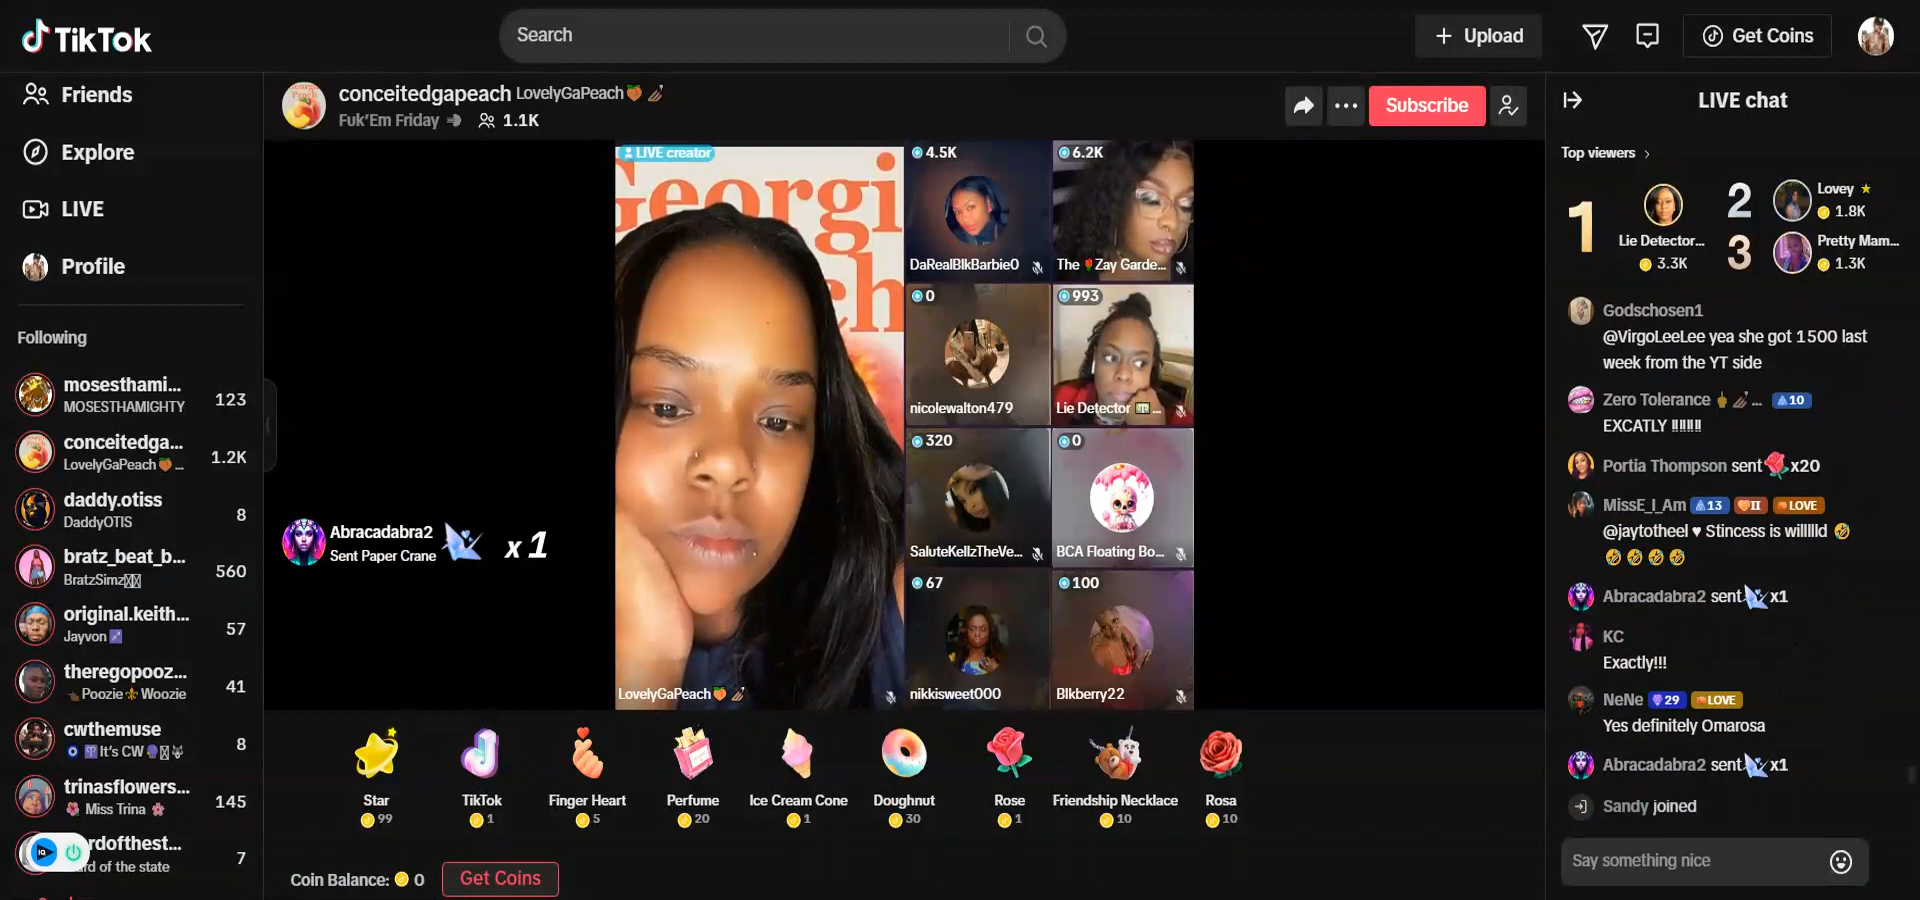 TikTok
Search
Upload
Get Coins
Friends
Explore
LIVE
Profile
Following
mosesthami...
MOSESTHAMIGHTY
123
conceitedga...
LovelyGaPeach🍑...
1.2K
daddy.otiss
DaddyOTIS
8
bratz_beat_b...
BratzSimz
560
original.keith...
Jayvon
57
theregopooz...
Poozie⚜️Woozie
41
cwthemuse
🧿♏It's CW
8
trinasflowers...
🌺 Miss Trina 🌸
145
rdofthest...
rd of the state
7
conceitedgapeach LovelyGaPeach🍑💅🏾
Fuk'Em Friday 💨 1.1K
Subscribe
LIVE creator
Georgi
ch
LovelyGaPeach🍑💅🏾
4.5K
DaRealBlkBarbie0
6.2K
The🌹Zay Garde...
0
nicolewalton479
993
Lie Detector 💵...
320
SaluteKellzTheVe...
0
BCA Floating Bo...
67
nikkisweet000
100
Blkberry22
Abracadabra2
Sent Paper Crane
x 1
Star
99
TikTok
1
Finger Heart
5
Perfume
20
Ice Cream Cone
1
Doughnut
30
Rose
1
Friendship Necklace
10
Rosa
10
Coin Balance: 0
Get Coins
LIVE chat
Top viewers
1
Lie Detector...
3.3K
2
Lovey ⭐
1.8K
3
Pretty Mam...
1.3K
Godschosen1
@VirgoLeeLee yea she got 1500 last
week from the YT side
Zero Tolerance 🖕🏾💅🏾... 10
EXCATLY !!!!!!!!
Portia Thompson sent🌹x20
MissE_I_Am 13 II LOVE
@jaytotheel ♥ Stincess is willllld 🤣
🤣🤣🤣🤣
Abracadabra2 sent x1
KC
Exactly!!!
NeNe 29 LOVE
Yes definitely Omarosa
Abracadabra2 sent x1
Sandy joined
Say something nice